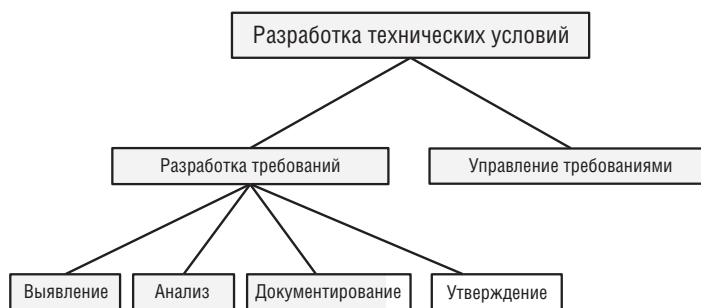 Разработка технических условий
Разработка требований
Управление требованиями
Выявление
Анализ
Документирование
Утверждение